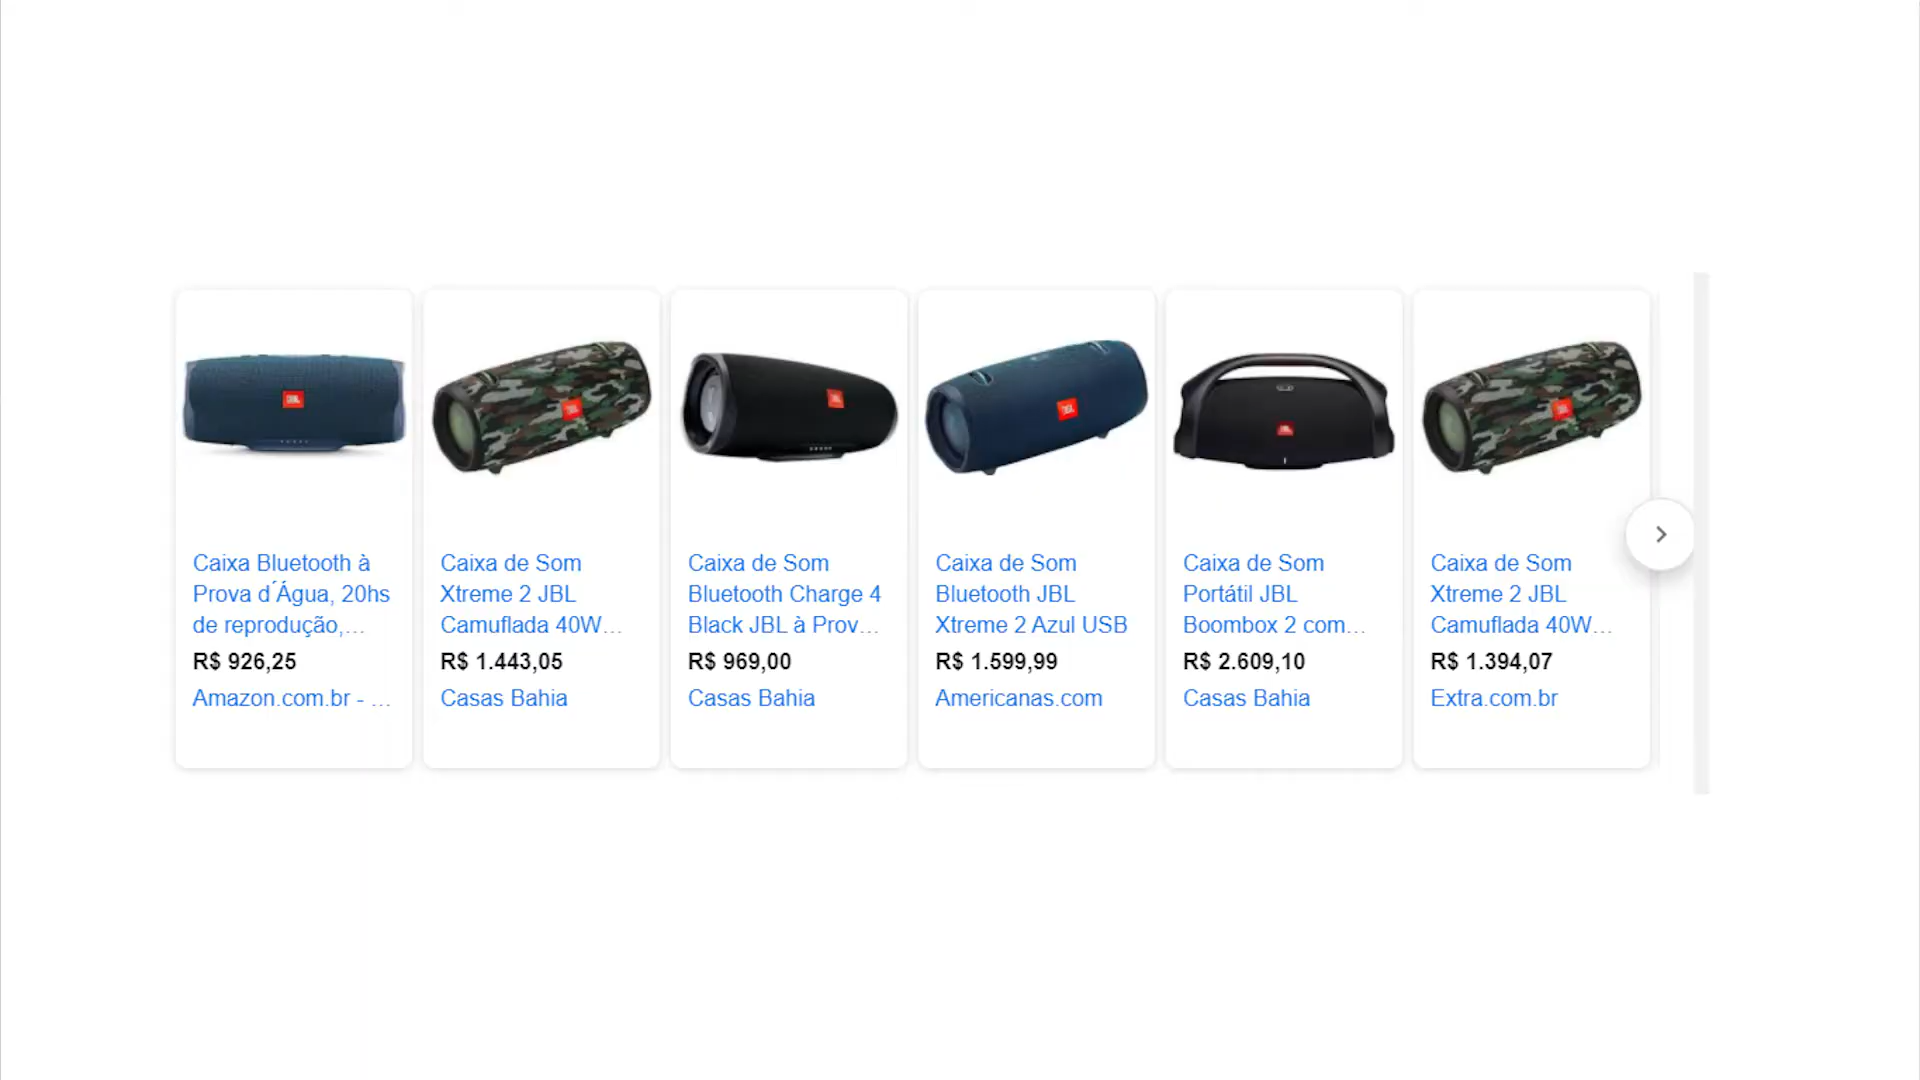 Caixa Bluetooth à
Prova d´Água, 20hs
de reprodução,...
R$ 926,25
Amazon.com.br - ...
Caixa de Som
Xtreme 2 JBL
Camuflada 40W...
R$ 1.443,05
Casas Bahia
Caixa de Som
Bluetooth Charge 4
Black JBL à Prov...
R$ 969,00
Casas Bahia
Caixa de Som
Bluetooth JBL
Xtreme 2 Azul USB
R$ 1.599,99
Americanas.com
Caixa de Som
Portátil JBL
Boombox 2 com...
R$ 2.609,10
Casas Bahia
Caixa de Som
Xtreme 2 JBL
Camuflada 40W...
R$ 1.394,07
Extra.com.br